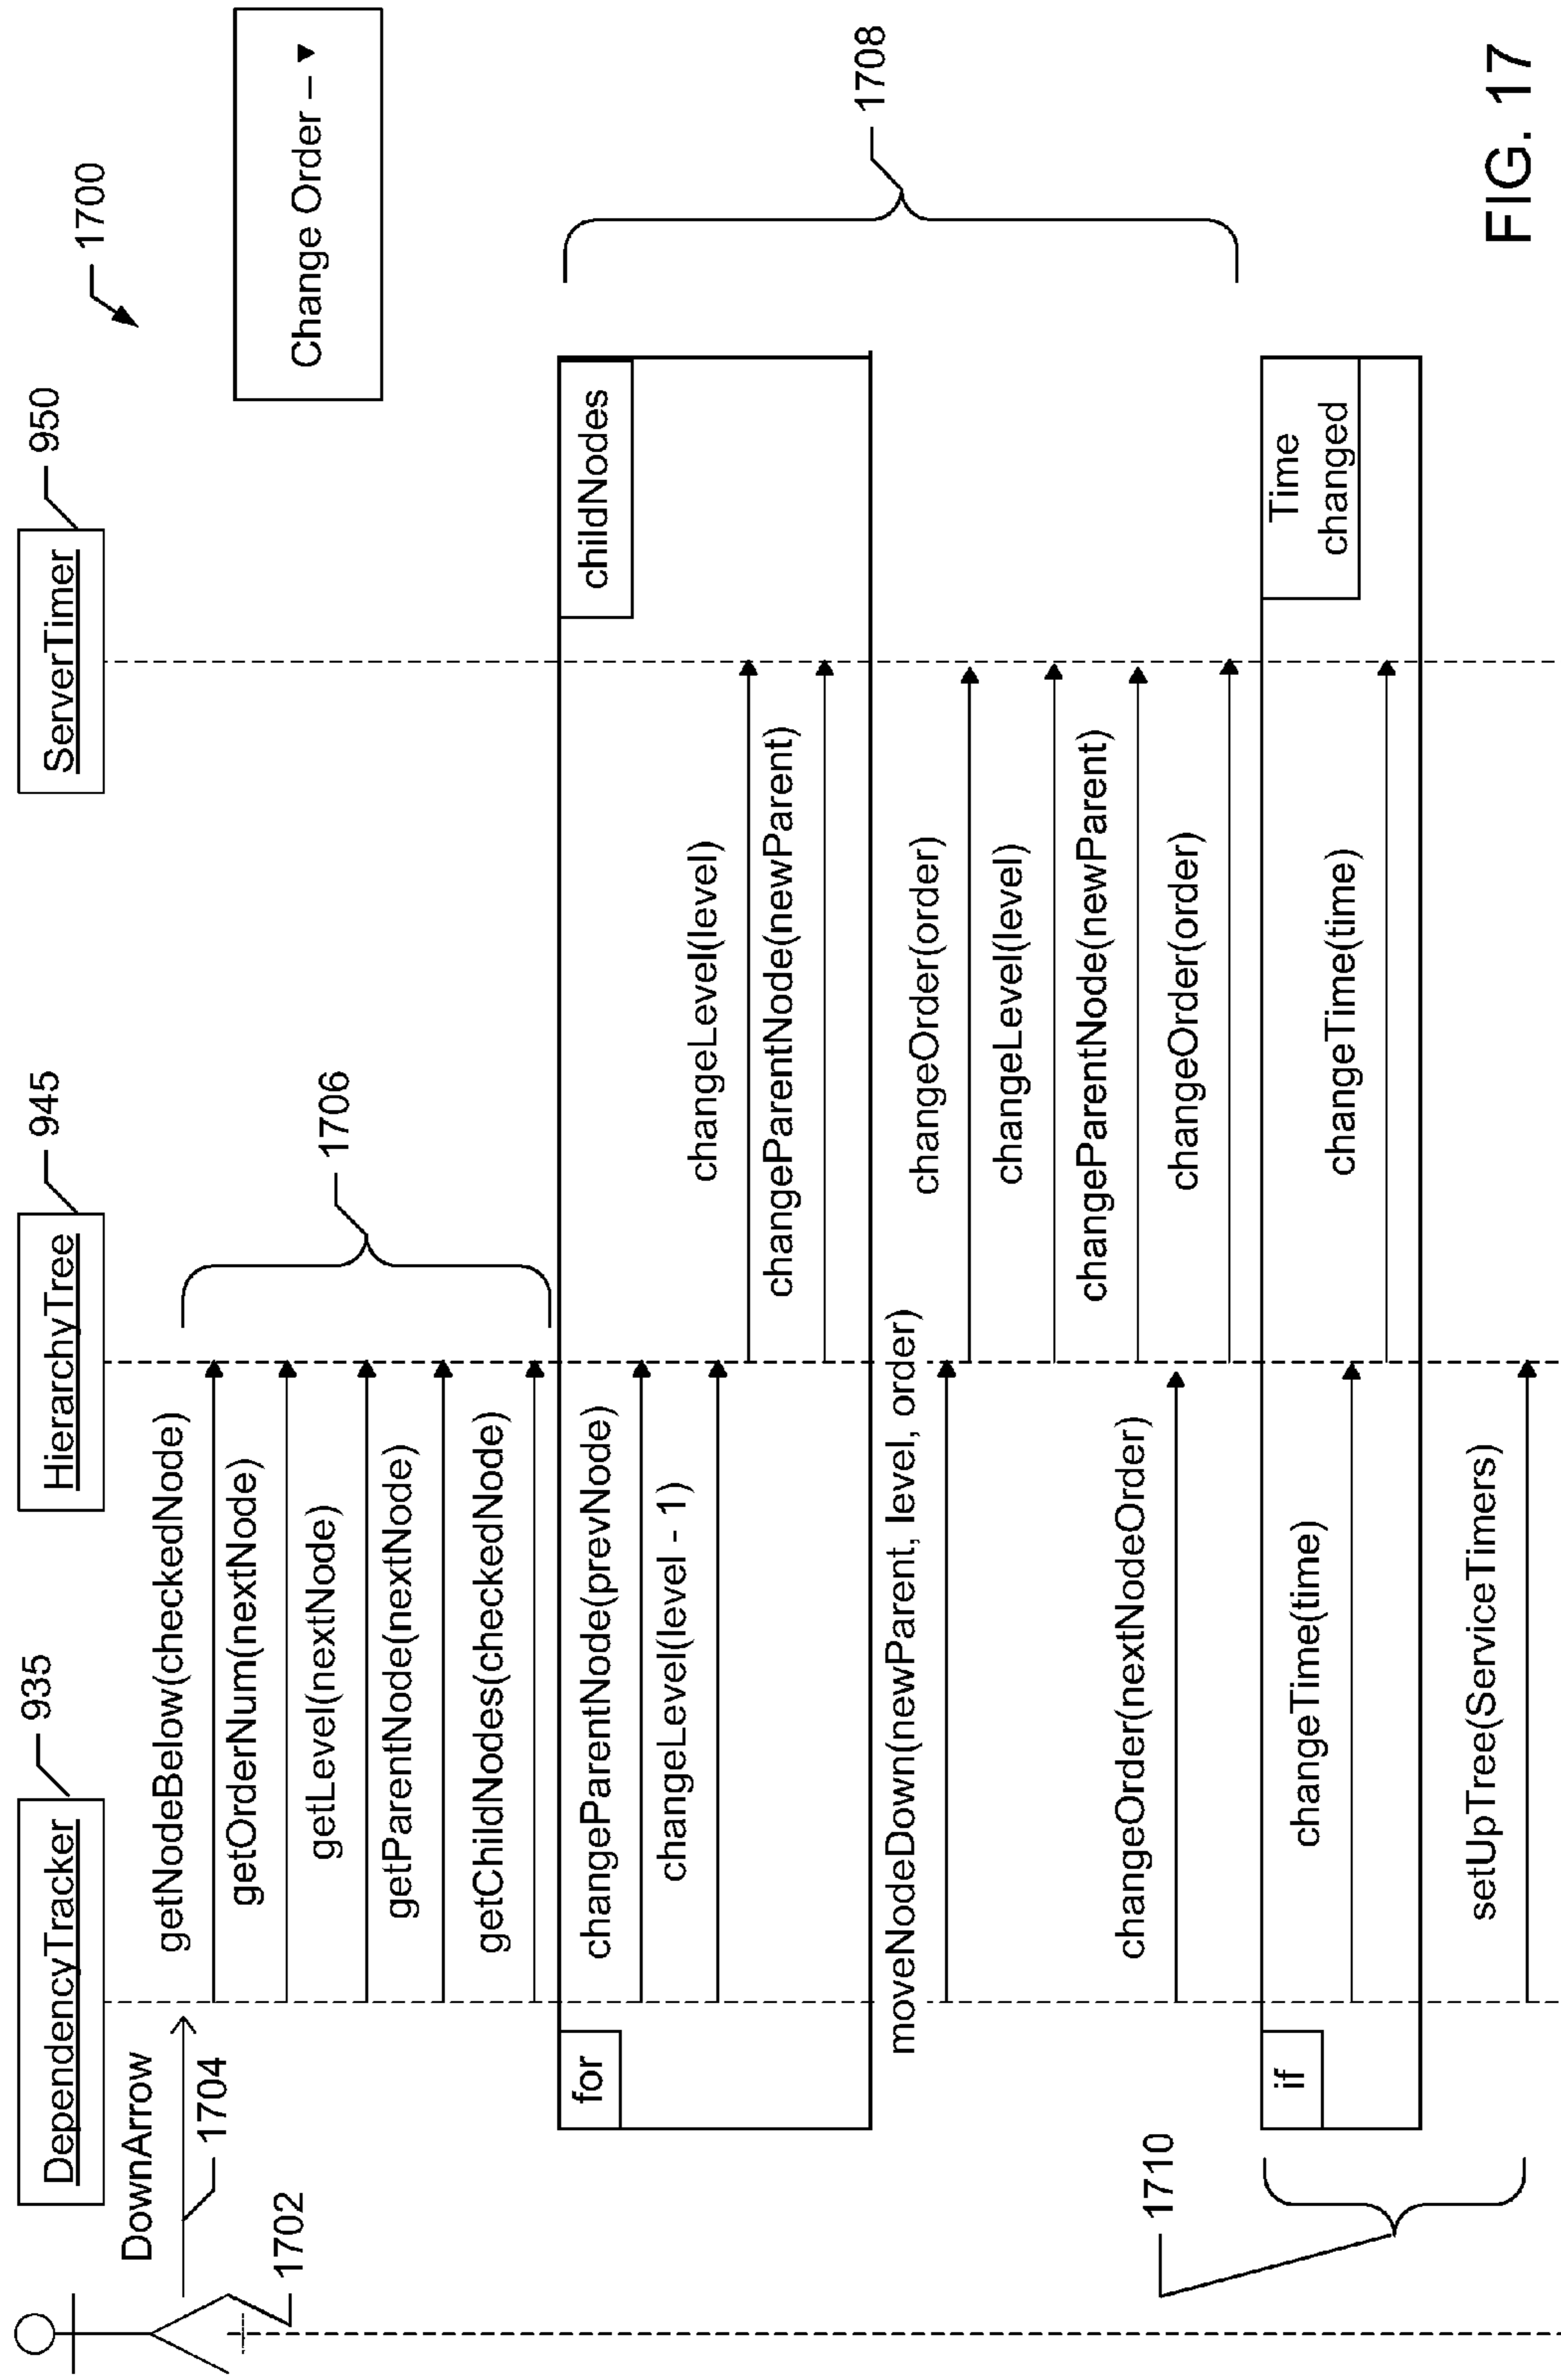 1700
Change Order – ▼
DependencyTracker
935
HierarchyTree
945
ServerTimer
950
DownArrow
1704
1702
getNodeBelow(checkedNode)
getOrderNum(nextNode)
getLevel(nextNode)
getParentNode(nextNode)
getChildNodes(checkedNode)
1706
for
childNodes
changeParentNode(prevNode)
changeLevel(level - 1)
changeLevel(level)
changeParentNode(newParent)
moveNodeDown(newParent, level, order)
changeOrder(order)
changeLevel(level)
changeParentNode(newParent)
changeOrder(nextNodeOrder)
changeOrder(order)
1708
1710
if
Time
changed
changeTime(time)
changeTime(time)
setUpTree(ServiceTimers)
FIG. 17